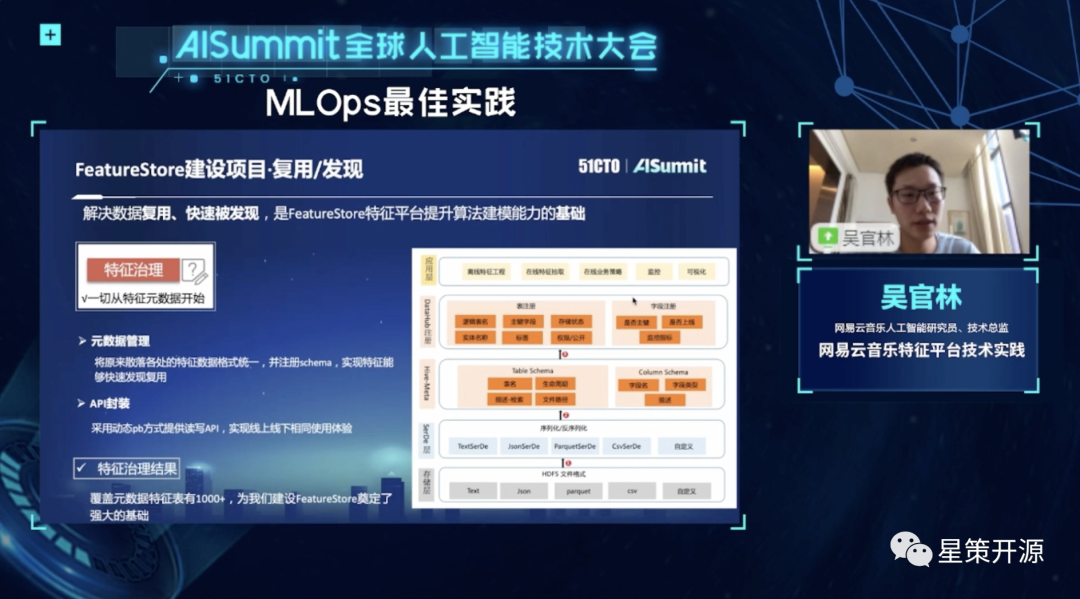 AISummit全球人工智能技术大会
51CTO
MLOps最佳实践
FeatureStore建设项目·复用/发现
51CTO | AISummit
解决数据复用、快速被发现，是FeatureStore特征平台提升算法建模能力的基础
特征治理
√一切从特征元数据开始
元数据管理
将原来散落各处的特征数据格式统一，并注册schema，实现特征能
够快速发现复用
API封装
采用动态pb方式提供读写API，实现线上线下相同使用体验
✓ 特征治理结果
覆盖元数据特征表有1000+，为我们建设FeatureStore奠定了
强大的基础
应用层
离线特征工程 在线特征抽取 在线业务策略 监控 可视化
DataHub注册
表注册 字段注册
逻辑表名 主键字段 存储状态 是否主键 是否上线
实体名称 标签 权限/公开 监控指标
Hive-Meta
Table Schema Column Schema
表名 生命周期 字段名 字段类型
描述-检索 文件路径 描述
SerDe层
序列化/反序列化
TextSerDe JsonSerDe ParquetSerDe CsvSerDe 自定义
存储层
HDFS 文件格式
Text Json parquet csv 自定义
吴官林
吴官林
网易云音乐人工智能研究员、技术总监
网易云音乐特征平台技术实践
星策开源